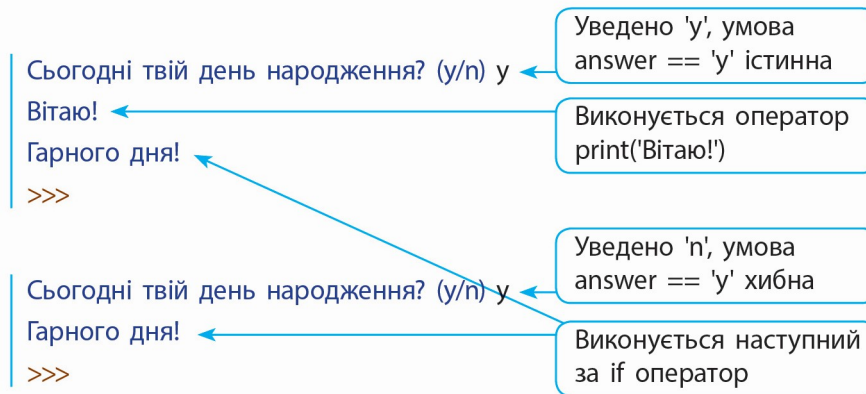 Сьогодні твій день народження? (y/n) y
Вітаю!
Гарного дня!
>>>
Уведено 'y', умова
answer == 'y' істинна
Виконується оператор
print('Вітаю!')
Сьогодні твій день народження? (y/n) y
Гарного дня!
>>>
Уведено 'n', умова
answer == 'y' хибна
Виконується наступний
за if оператор